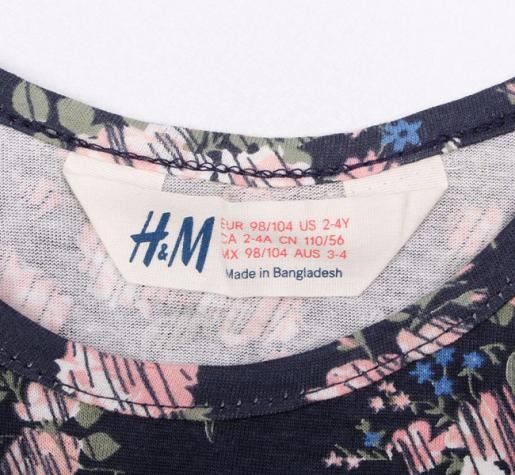 H&M
EUR 98/104 US 2-4Y
CA 2-4A CN 110/56
MX 98/104 AUS 3-4
Made in Bangladesh